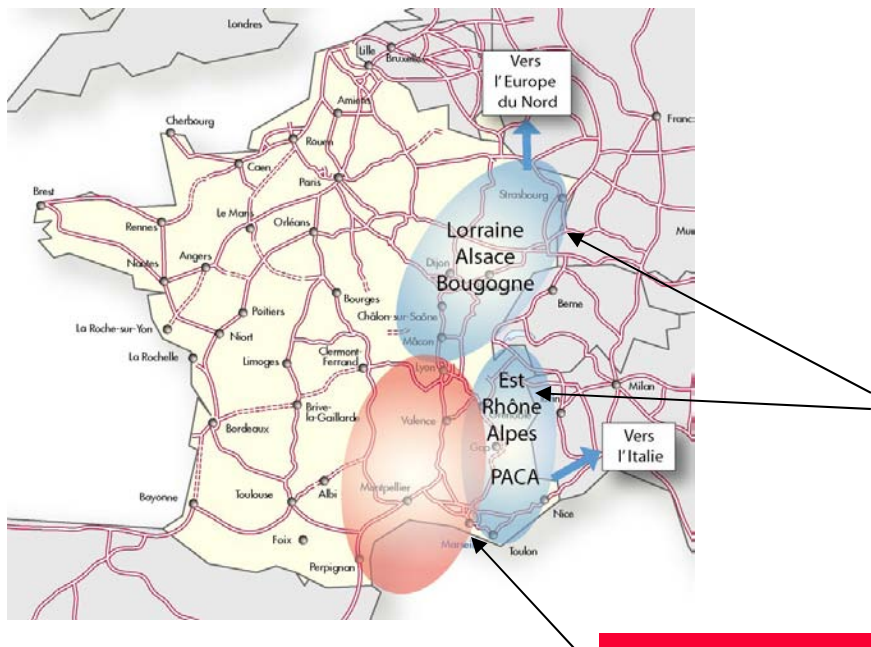 Londres
Lille
Bruxelles
Vers
l'Europe
du Nord
Amiens
Cherbourg
Rouen
Caen
Paris
Brest
Strasbourg
Le Mans
Rennes
Orléans
Lorraine
Alsace
Bougogne
Angers
Dijon
Nantes
Bourges
Berne
Poitiers
Châlon-sur-Saône
La Roche-sur-Yon
Niort
Mâcon
La Rochelle
Clermont-
Ferrand
Limoges
Lyon
Milan
Est
Rhône
Alpes
PACA
Brive-
la-Gaillarde
Valence
Grenoble
Bordeaux
Gap
Vers
l'Italie
Bayonne
Toulouse
Albi
Montpellier
Nice
Foix
Toulon
Perpignan